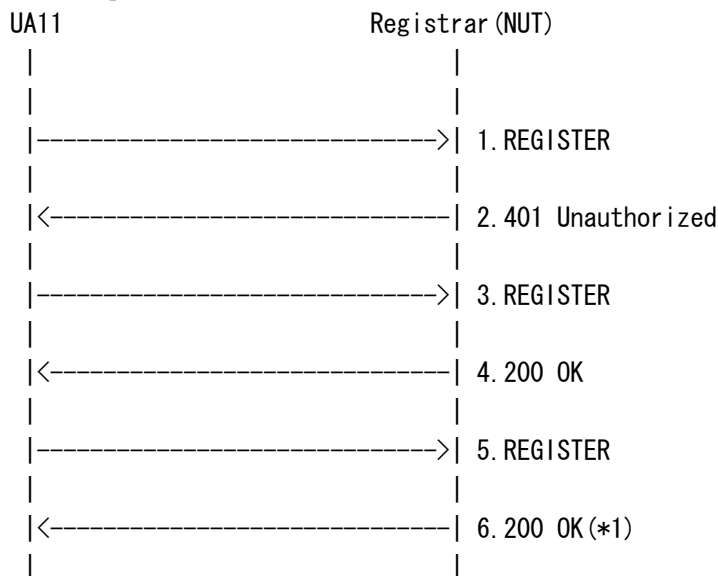 UA11 Registrar(NUT)
1.REGISTER
2.401 Unauthorized
3.REGISTER
4.200 OK
5.REGISTER
6.200 OK(*1)